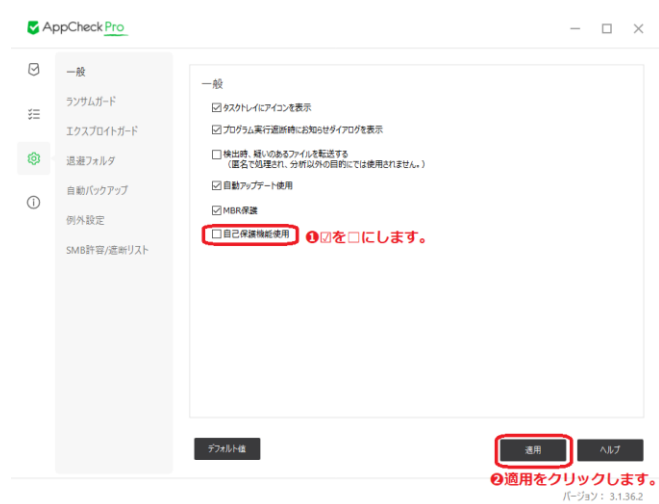 AppCheck Pro
一般
ランサムガード
エクスプロイトガード
退避フォルダ
自動バックアップ
例外設定
SMB許容/遮断リスト
一般
☑タスクトレイにアイコンを表示
☑プログラム実行遮断時にお知らせダイアログを表示
□検出時、疑いのあるファイルを転送する
(匿名で処理され、分析以外の目的にでは使用されません。)
☑自動アップデート使用
☑MBR保護
□自己保護機能使用
❶☑を□にします。
デフォルト値
適用
ヘルプ
❷適用をクリックします。
バージョン： 3.1.36.2